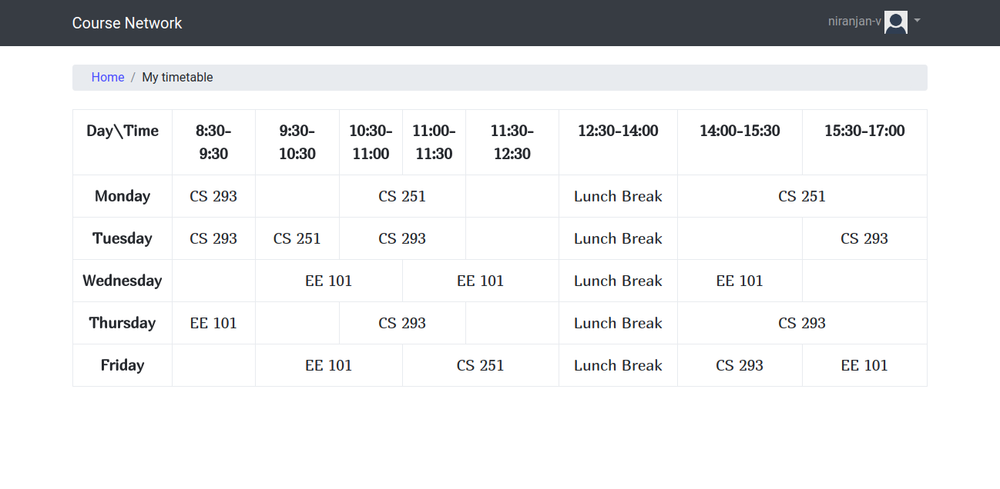 Course Network
niranjan-v
Home / My timetable
Day\Time 8:30-9:30 9:30-10:30 10:30-11:00 11:00-11:30 11:30-12:30 12:30-14:00 14:00-15:30 15:30-17:00
Monday CS 293 CS 251 Lunch Break CS 251
Tuesday CS 293 CS 251 CS 293 Lunch Break CS 293
Wednesday EE 101 EE 101 Lunch Break EE 101
Thursday EE 101 CS 293 Lunch Break CS 293
Friday EE 101 CS 251 Lunch Break CS 293 EE 101